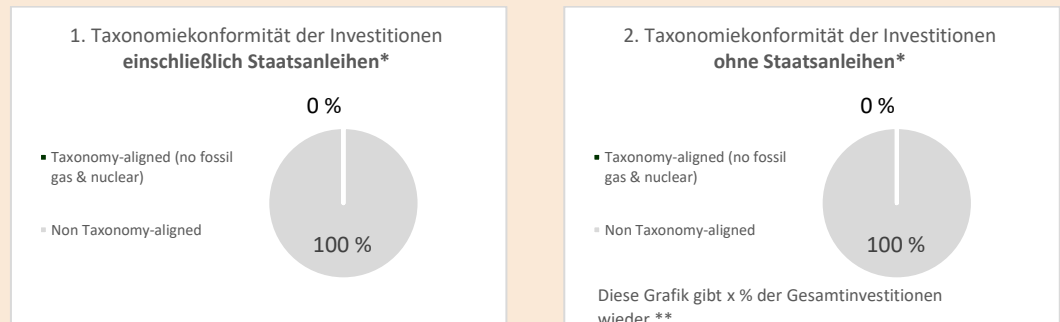 1. Taxonomiekonformität der Investitionen
einschließlich Staatsanleihen*
0 %
Taxonomy-aligned (no fossil
gas & nuclear)
Non Taxonomy-aligned
100 %
2. Taxonomiekonformität der Investitionen
ohne Staatsanleihen*
0 %
Taxonomy-aligned (no fossil
gas & nuclear)
Non Taxonomy-aligned
100 %
Diese Grafik gibt x % der Gesamtinvestitionen
wieder **